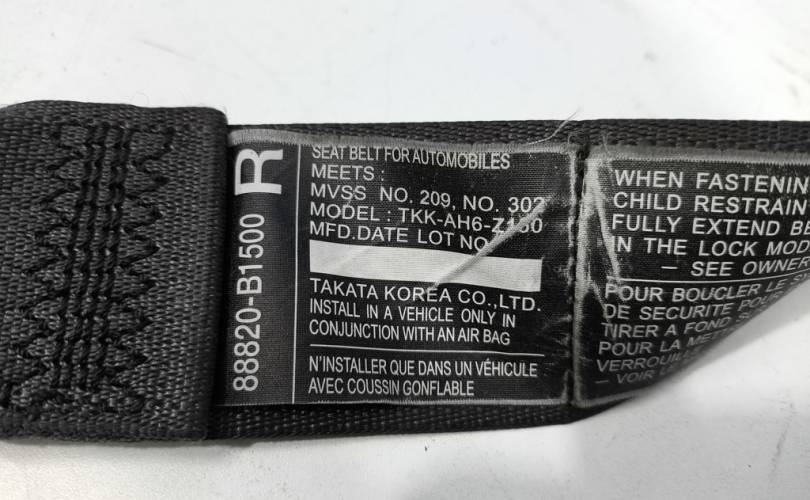 R
88820-B1500
SEAT BELT FOR AUTOMOBILES
MEETS :
MVSS NO. 209, NO. 302
MODEL : TKK-AH6-Z150
MFD.DATE LOT NO
TAKATA KOREA CO.,LTD.
INSTALL IN A VEHICLE ONLY IN
CONJUNCTION WITH AN AIR BAG
N'INSTALLER QUE DANS UN VÉHICULE
AVEC COUSSIN GONFLABLE
WHEN FASTENIN
CHILD RESTRAIN
FULLY EXTEND BE
IN THE LOCK MOD
– SEE OWNER
POUR BOUCLER LE
DE SECURITE POUR
TIRER A FOND
POUR LA
VERROUILL
– VOIR